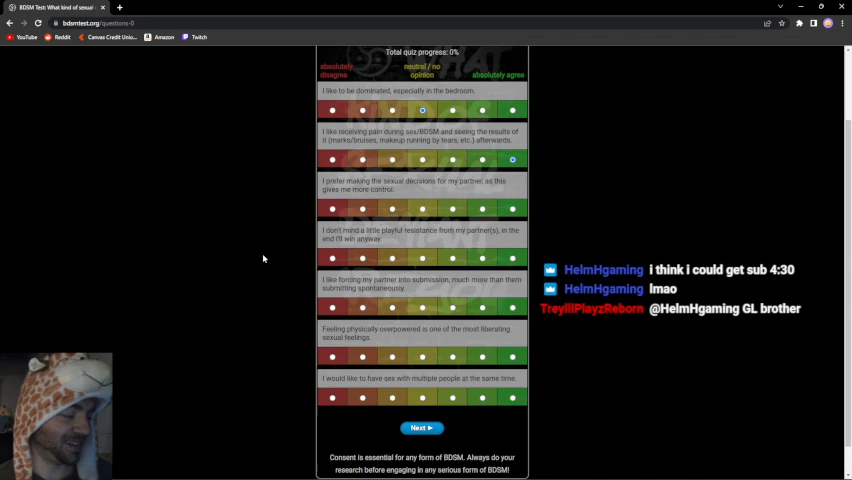 BDSM Test: What kind of sexual
bdsmtest.org/questions-0
YouTube Reddit Canvas Credit Unio... Amazon Twitch
Total quiz progress: 0%
absolutely disagree
neutral / no opinion
absolutely agree
I like to be dominated, especially in the bedroom.
I like receiving pain during sex/BDSM and seeing the results of
it (marks/bruises, makeup running by tears, etc.) afterwards.
I prefer making the sexual decisions for my partner, as this
gives me more control.
I don't mind a little playful resistance from my partner(s), in the
end I'll win anyway.
I like forcing my partner into submission, much more than them
submitting spontaneously.
Feeling physically overpowered is one of the most liberating
sexual feelings.
I would like to have sex with multiple people at the same time.
Next
Consent is essential for any form of BDSM. Always do your
research before engaging in any serious form of BDSM!
HelmHgaming i think i could get sub 4:30
HelmHgaming lmao
TreyIIIPlayzReborn @HelmHgaming GL brother